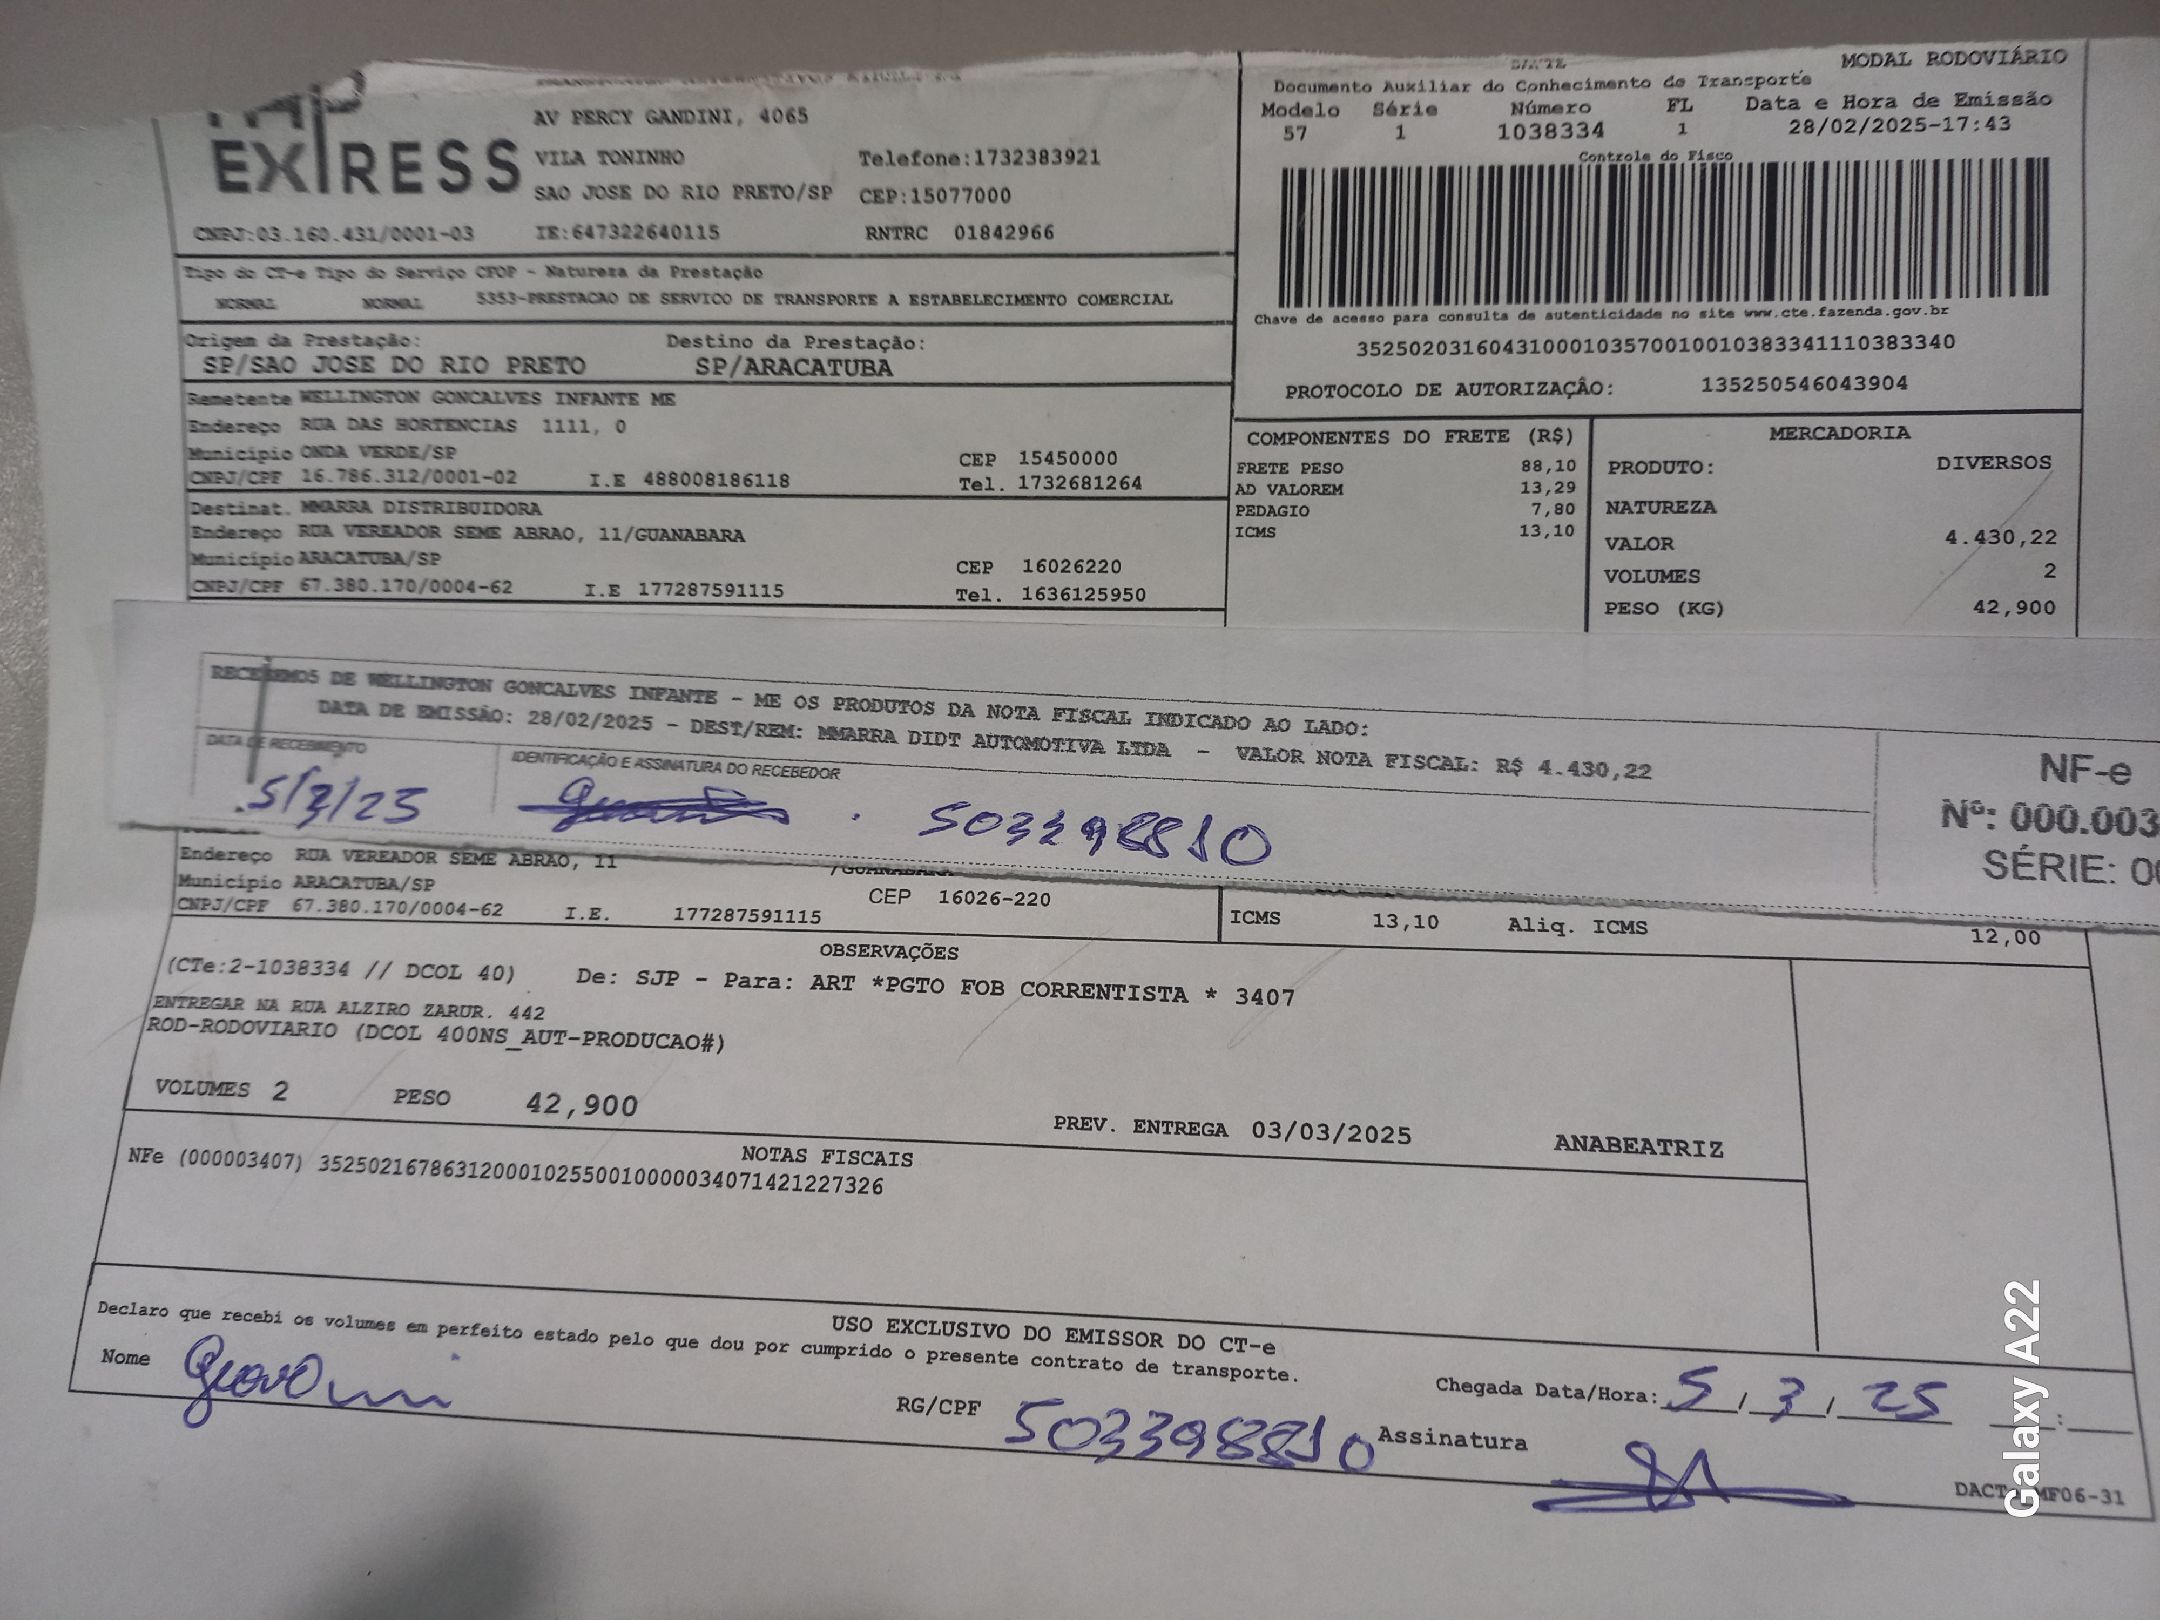 EXPRESS
AV PERCY GANDINI, 4065
VILA TONINHO Telefone:1732383921
SAO JOSE DO RIO PRETO/SP CEP:15077000
CNPJ:03.160.431/0001-03 IE:647322640115 RNTRC 01842966
Tipo do CT-e Tipo do Serviço CFOP - Natureza da Prestação
NORMAL NORMAL 5353-PRESTACAO DE SERVICO DE TRANSPORTE A ESTABELECIMENTO COMERCIAL
Origem da Prestação: Destino da Prestação:
SP/SAO JOSE DO RIO PRETO SP/ARACATUBA
Remetente WELLINGTON GONCALVES INFANTE ME
Endereço RUA DAS HORTENCIAS 1111, 0
Município ONDA VERDE/SP CEP 15450000
CNPJ/CPF 16.786.312/0001-02 I.E 488008186118 Tel. 1732681264
Destinat. MMARRA DISTRIBUIDORA
Endereço RUA VEREADOR SEME ABRAO, 11/GUANABARA
Município ARACATUBA/SP CEP 16026220
CNPJ/CPF 67.380.170/0004-62 I.E 177287591115 Tel. 1636125950
MODAL RODOVIÁRIO
Documento Auxiliar do Conhecimento de Transporte
Modelo Série Número FL Data e Hora de Emissão
57 1 1038334 1 28/02/2025-17:43
Controle do Fisco
Chave de acesso para consulta de autenticidade no site www.cte.fazenda.gov.br
35250203160431000103570010010383341110383340
PROTOCOLO DE AUTORIZAÇÂO: 135250546043904
COMPONENTES DO FRETE (R$)
FRETE PESO 88,10
AD VALOREM 13,29
PEDAGIO 7,80
ICMS 13,10
MERCADORIA
PRODUTO: DIVERSOS
NATUREZA
VALOR 4.430,22
VOLUMES 2
PESO (KG) 42,900
RECEBEMOS DE WELLINGTON GONCALVES INFANTE - ME OS PRODUTOS DA NOTA FISCAL INDICADO AO LADO:
DATA DE EMISSÃO: 28/02/2025 - DEST/REM: MMARRA DIDT AUTOMOTIVA LTDA - VALOR NOTA FISCAL: R$ 4.430,22
DATA DE RECEBIMENTO IDENTIFICAÇÃO E ASSINATURA DO RECEBEDOR
5/3/25 503398810
NF-e
Nº: 000.003
SÉRIE: 00
Endereço RUA VEREADOR SEME ABRAO, 11 /GUANABARA
Município ARACATUBA/SP CEP 16026-220
CNPJ/CPF 67.380.170/0004-62 I.E. 177287591115
ICMS 13,10 Aliq. ICMS 12,00
OBSERVAÇÕES
(CTe:2-1038334 // DCOL 40) De: SJP - Para: ART *PGTO FOB CORRENTISTA * 3407
ENTREGAR NA RUA ALZIRO ZARUR. 442
ROD-RODOVIARIO (DCOL 400NS_AUT-PRODUCAO#)
VOLUMES 2 PESO 42,900
PREV. ENTREGA 03/03/2025 ANABEATRIZ
NOTAS FISCAIS
NFe (000003407) 35250216786312000102550010000034071421227326
USO EXCLUSIVO DO EMISSOR DO CT-e
Declaro que recebi os volumes em perfeito estado pelo que dou por cumprido o presente contrato de transporte.
Nome Giovanni RG/CPF 503398810
Chegada Data/Hora: 5/3/25 __:__
Assinatura
Galaxy A22